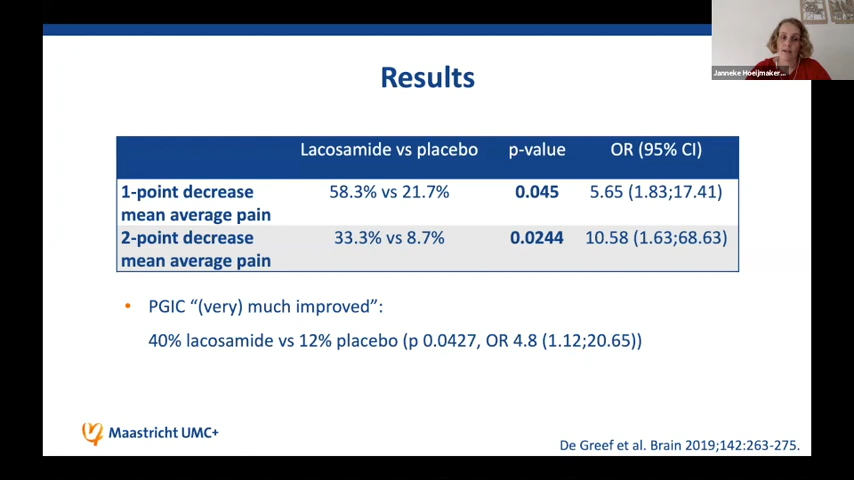 Janneke Hoeijmaker...
Results
Lacosamide vs placebo p-value OR (95% CI)
1-point decrease mean average pain 58.3% vs 21.7% 0.045 5.65 (1.83;17.41)
2-point decrease mean average pain 33.3% vs 8.7% 0.0244 10.58 (1.63;68.63)
• PGIC “(very) much improved”:
40% lacosamide vs 12% placebo (p 0.0427, OR 4.8 (1.12;20.65))
Maastricht UMC+
De Greef et al. Brain 2019;142:263-275.